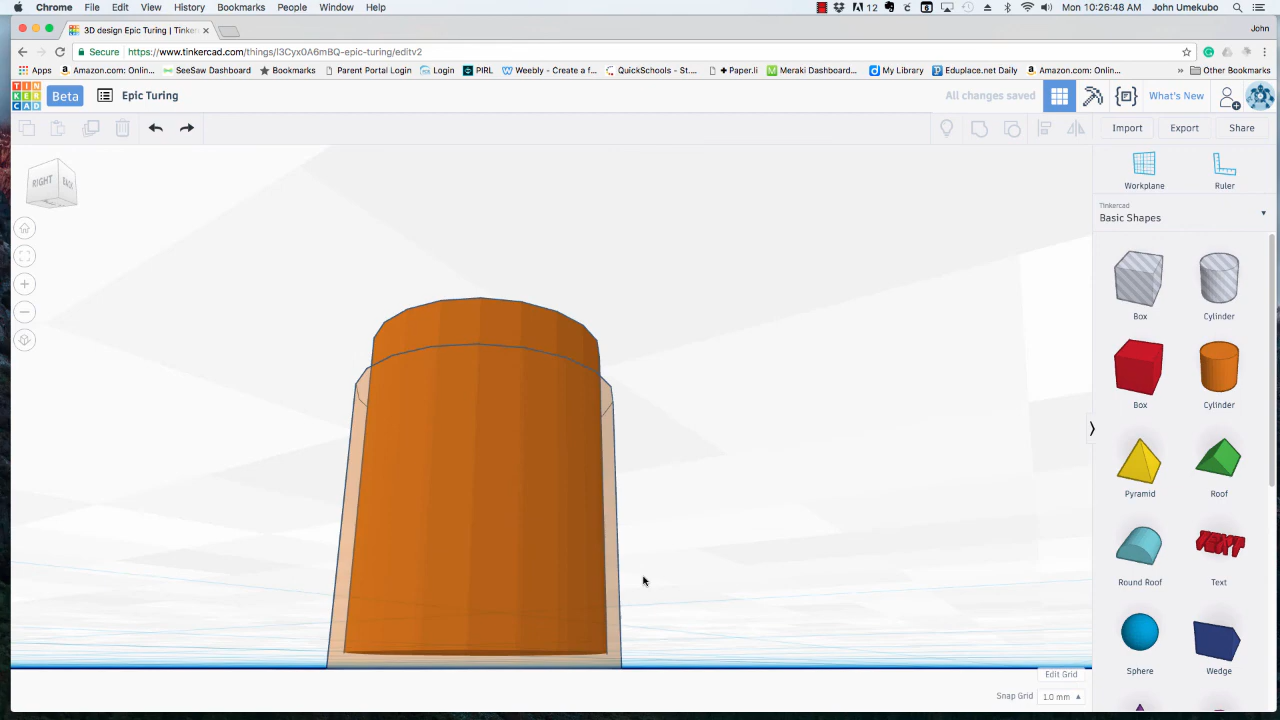 Chrome File Edit View History Bookmarks People Window Help 12 Mon 10:26:48 AM John Umekubo
3D design Epic Turing | Tinker John
Secure https://www.tinkercad.com/things/l3Cyx0A6mBQ-epic-turing/editv2
Apps Amazon.com: Onlin... SeeSaw Dashboard Bookmarks Parent Portal Login Login PIRL Weebly - Create a f... QuickSchools - St.... Paper.li Meraki Dashboard... My Library Eduplace.net Daily Amazon.com: Onlin... » Other Bookmarks
TIN KER CAD Beta Epic Turing All changes saved What's New
Import Export Share
RIGHT BACK
Workplane Ruler
Tinkercad
Basic Shapes
Box Cylinder
Box Cylinder
Pyramid Roof
TEXT
Round Roof Text
Sphere Wedge
Edit Grid
Snap Grid 1.0 mm